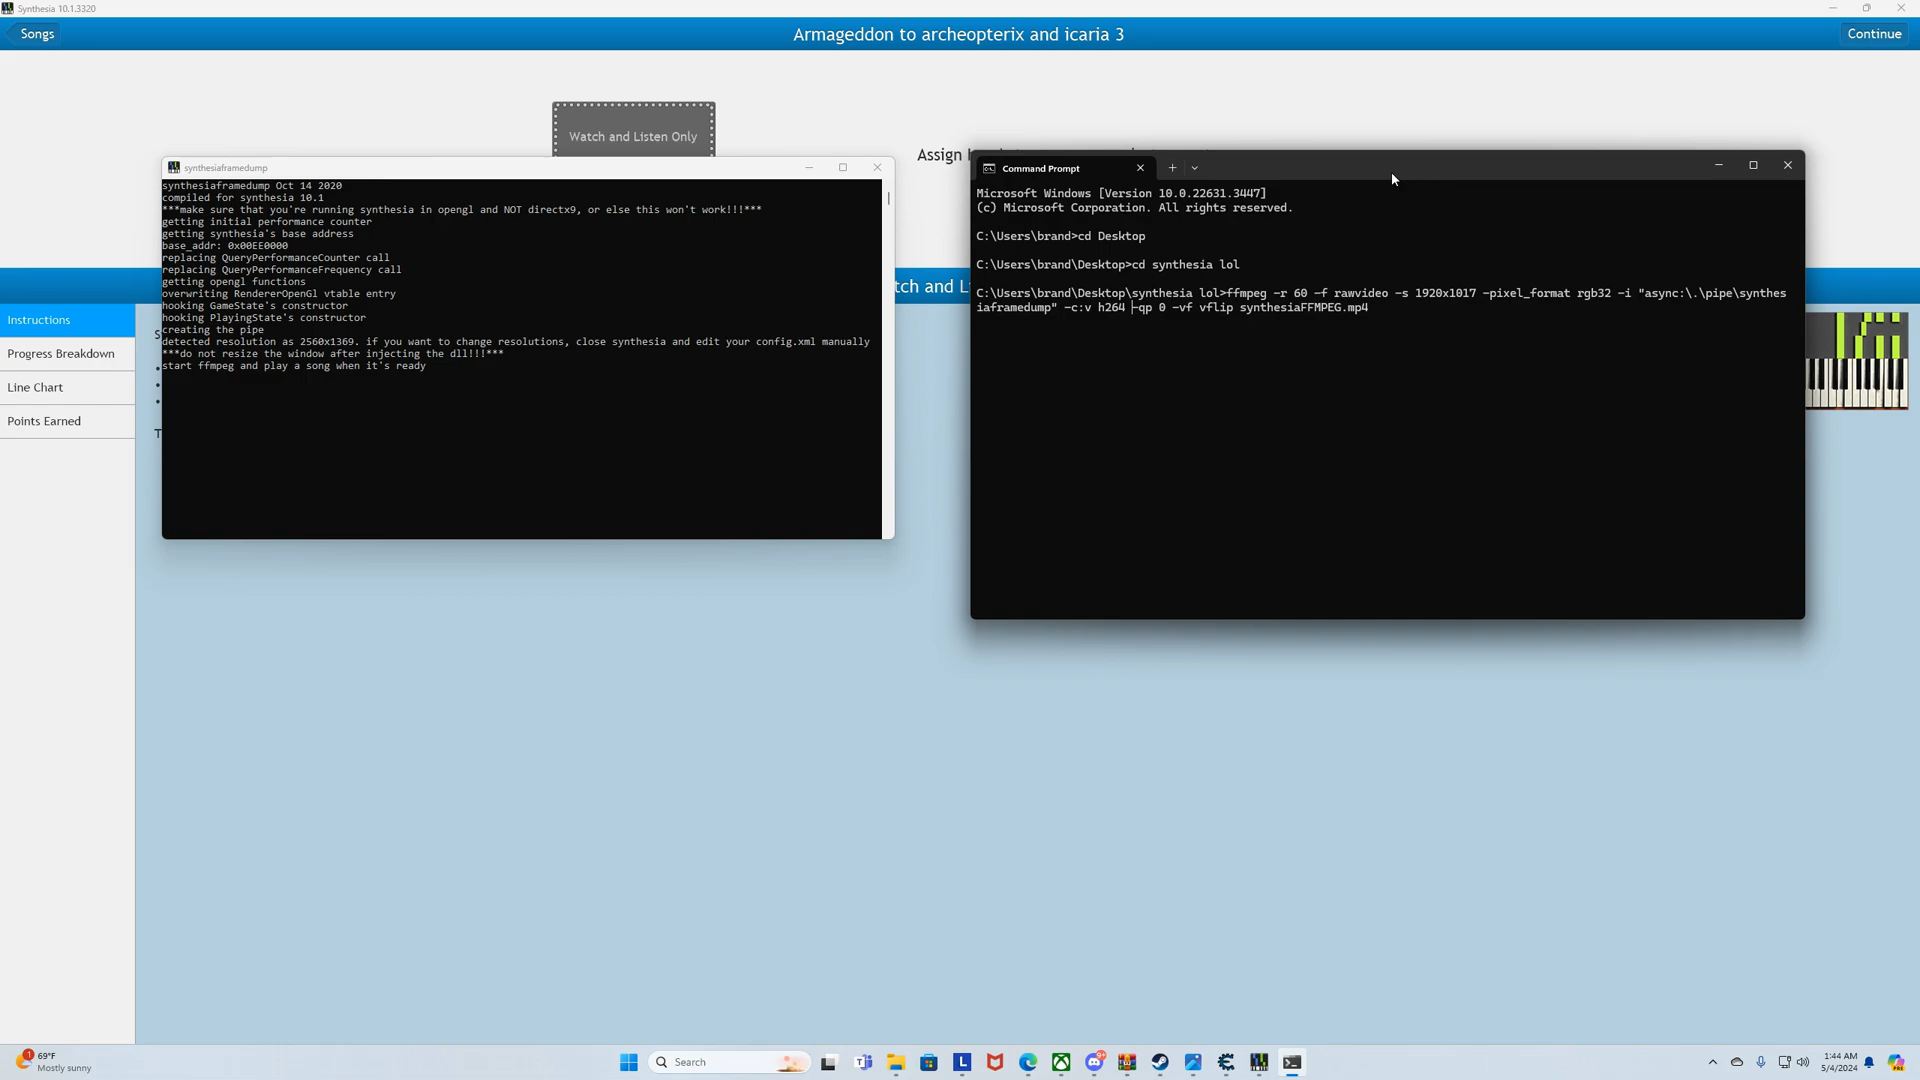 Synthesia 10.1.3320
Songs
Armageddon to archeopterix and icaria 3
Continue
Watch and Listen Only
Assign
synthesiaframedump
synthesiaframedump Oct 14 2020
compiled for synthesia 10.1
***make sure that you're running synthesia in opengl and NOT directx9, or else this won't work!!!***
getting initial performance counter
getting synthesia's base address
base_addr: 0x00EE0000
replacing QueryPerformanceCounter call
replacing QueryPerformanceFrequency call
getting opengl functions
overwriting RendererOpenGl vtable entry
hooking GameState's constructor
hooking PlayingState's constructor
creating the pipe
detected resolution as 2560x1369. if you want to change resolutions, close synthesia and edit your config.xml manually
***do not resize the window after injecting the dll!!!***
start ffmpeg and play a song when it's ready
Command Prompt
Microsoft Windows [Version 10.0.22631.3447]
(c) Microsoft Corporation. All rights reserved.
C:\Users\brand>cd Desktop
C:\Users\brand\Desktop>cd synthesia lol
C:\Users\brand\Desktop\synthesia lol>ffmpeg -r 60 -f rawvideo -s 1920x1017 -pixel_format rgb32 -i "async:\.\pipe\synthes
iaframedump" -c:v h264 -qp 0 -vf vflip synthesiaFFMPEG.mp4
tch and L
Instructions
Progress Breakdown
Line Chart
Points Earned
S
T
1
69°F
Mostly sunny
Search
9+
1:44 AM
5/4/2024
PRE